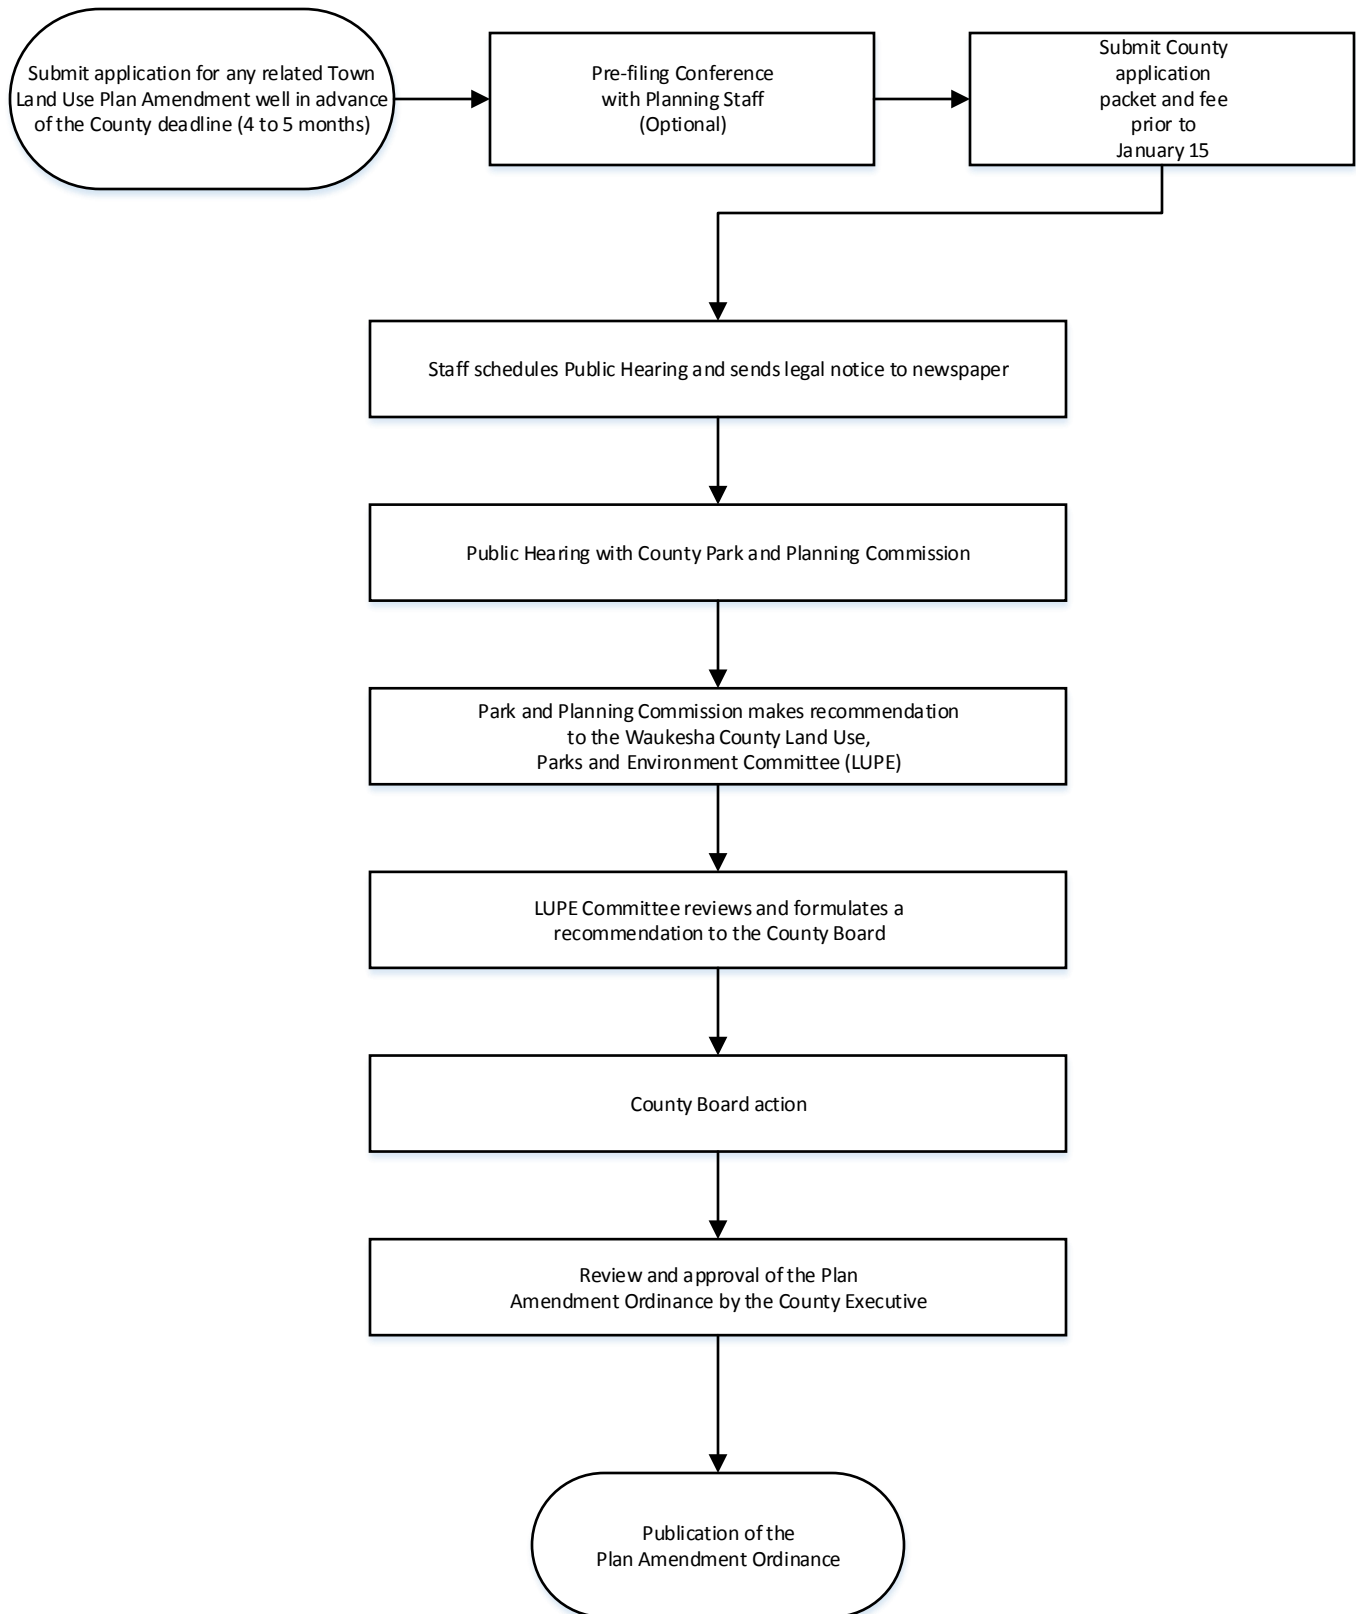 Submit application for any related Town
Land Use Plan Amendment well in advance
of the County deadline (4 to 5 months)
Pre-filing Conference
with Planning Staff
(Optional)
Submit County
application
packet and fee
prior to
January 15
Staff schedules Public Hearing and sends legal notice to newspaper
Public Hearing with County Park and Planning Commission
Park and Planning Commission makes recommendation
to the Waukesha County Land Use,
Parks and Environment Committee (LUPE)
LUPE Committee reviews and formulates a
recommendation to the County Board
County Board action
Review and approval of the Plan
Amendment Ordinance by the County Executive
Publication of the
Plan Amendment Ordinance